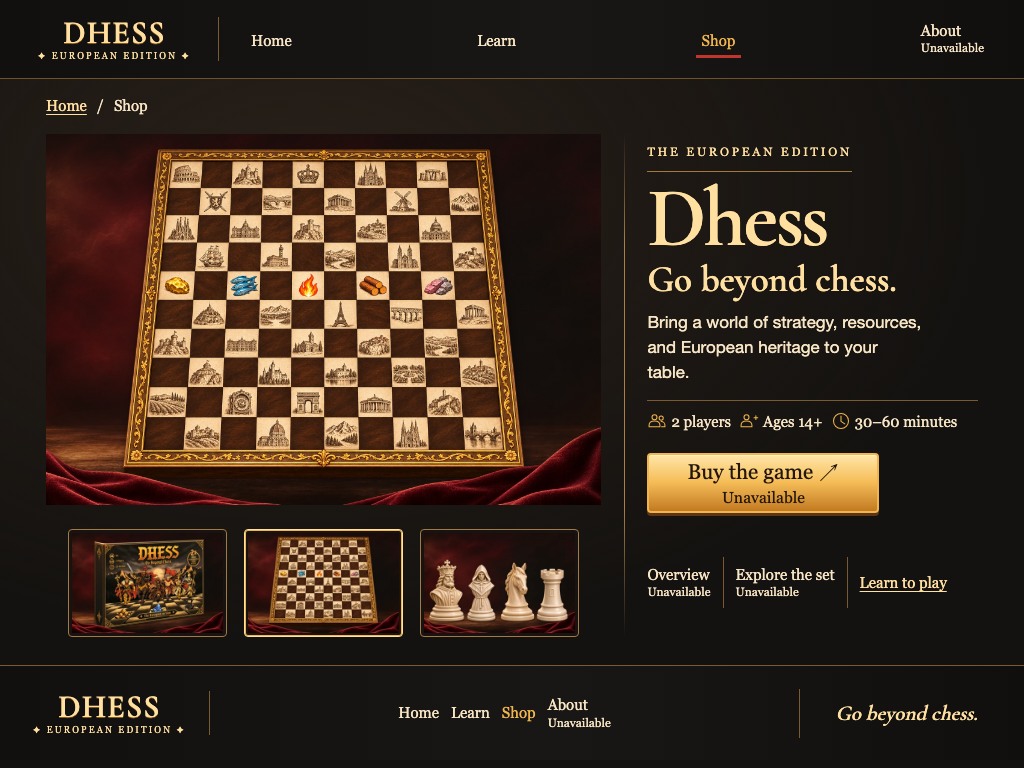 DHESS
EUROPEAN EDITION
Home
Learn
Shop
About
Unavailable
Home / Shop
THE EUROPEAN EDITION
Dhess
Go beyond chess.
Bring a world of strategy, resources,
and European heritage to your
table.
2 players
Ages 14+
30–60 minutes
Buy the game
Unavailable
DHESS
Overview
Unavailable
Explore the set
Unavailable
Learn to play
DHESS
EUROPEAN EDITION
Home
Learn
Shop
About
Unavailable
Go beyond chess.